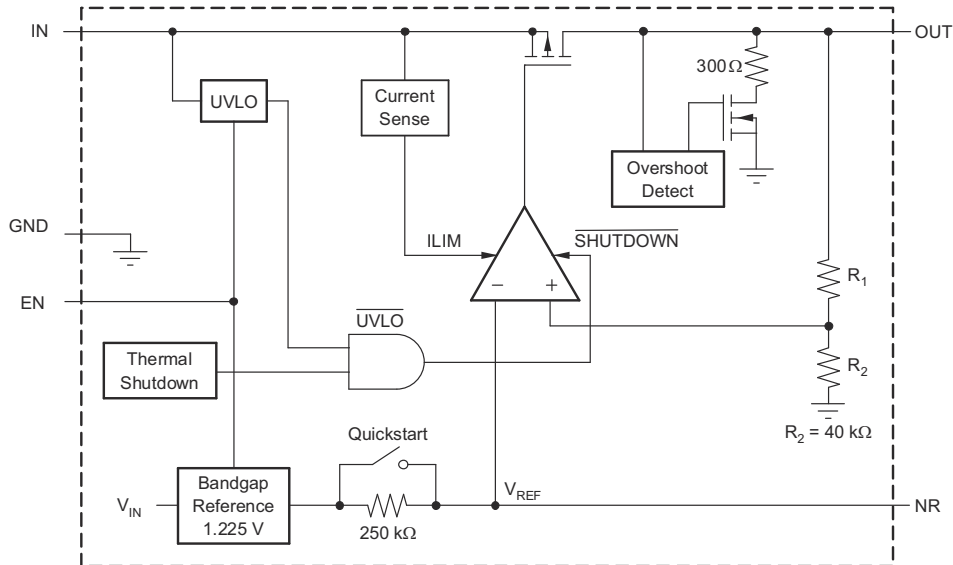 IN
OUT
300Ω
UVLO
Current
Sense
Overshoot
Detect
GND
ILIM
SHUTDOWN
− +
R1
EN
UVLO
Thermal
Shutdown
R2
R2 = 40 kΩ
Quickstart
VIN
Bandgap
Reference
1.225 V
250 kΩ
VREF
NR